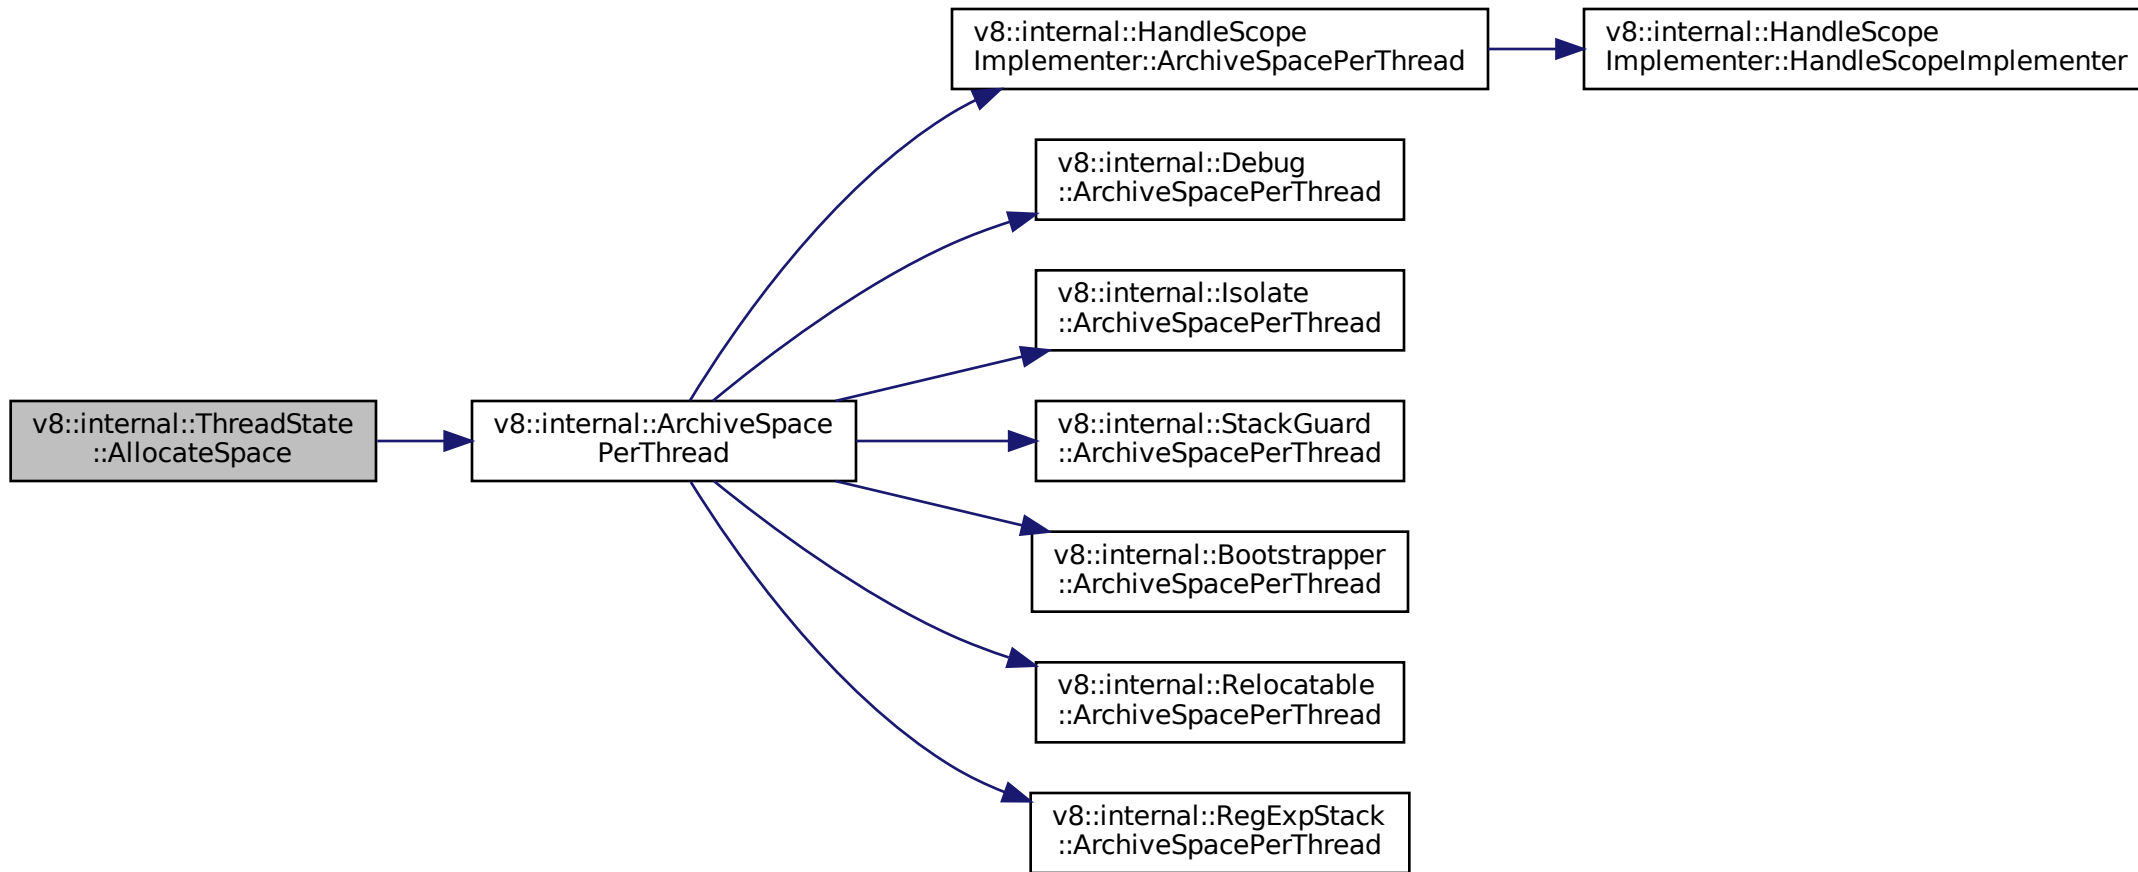 v8::internal::ThreadState
::AllocateSpace
v8::internal::ArchiveSpace
PerThread
v8::internal::HandleScope
Implementer::ArchiveSpacePerThread
v8::internal::HandleScope
Implementer::HandleScopeImplementer
v8::internal::Debug
::ArchiveSpacePerThread
v8::internal::Isolate
::ArchiveSpacePerThread
v8::internal::StackGuard
::ArchiveSpacePerThread
v8::internal::Bootstrapper
::ArchiveSpacePerThread
v8::internal::Relocatable
::ArchiveSpacePerThread
v8::internal::RegExpStack
::ArchiveSpacePerThread